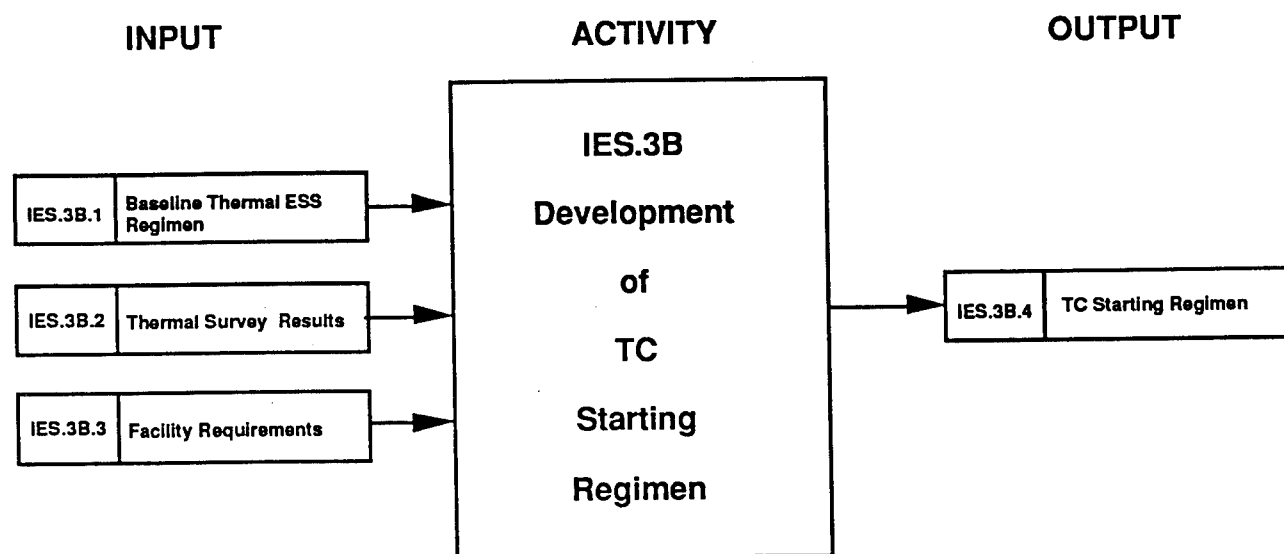 INPUT
ACTIVITY
OUTPUT
IES.3B.1
Baseline Thermal ESS
Regimen
IES.3B.2
Thermal Survey Results
IES.3B.3
Facility Requirements
IES.3B
Development
of
TC
Starting
Regimen
IES.3B.4
TC Starting Regimen